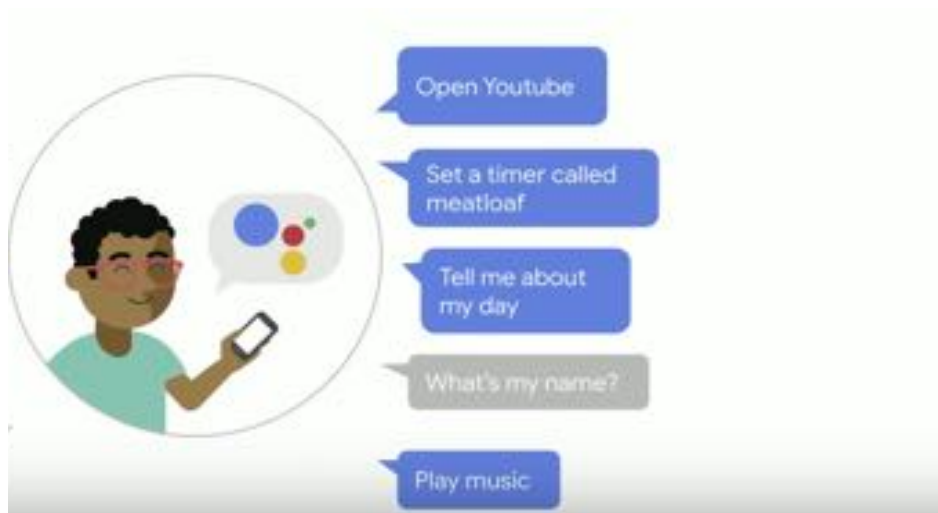 Open Youtube
Set a timer called
meatloaf
Tell me about
my day
What's my name?
Play music